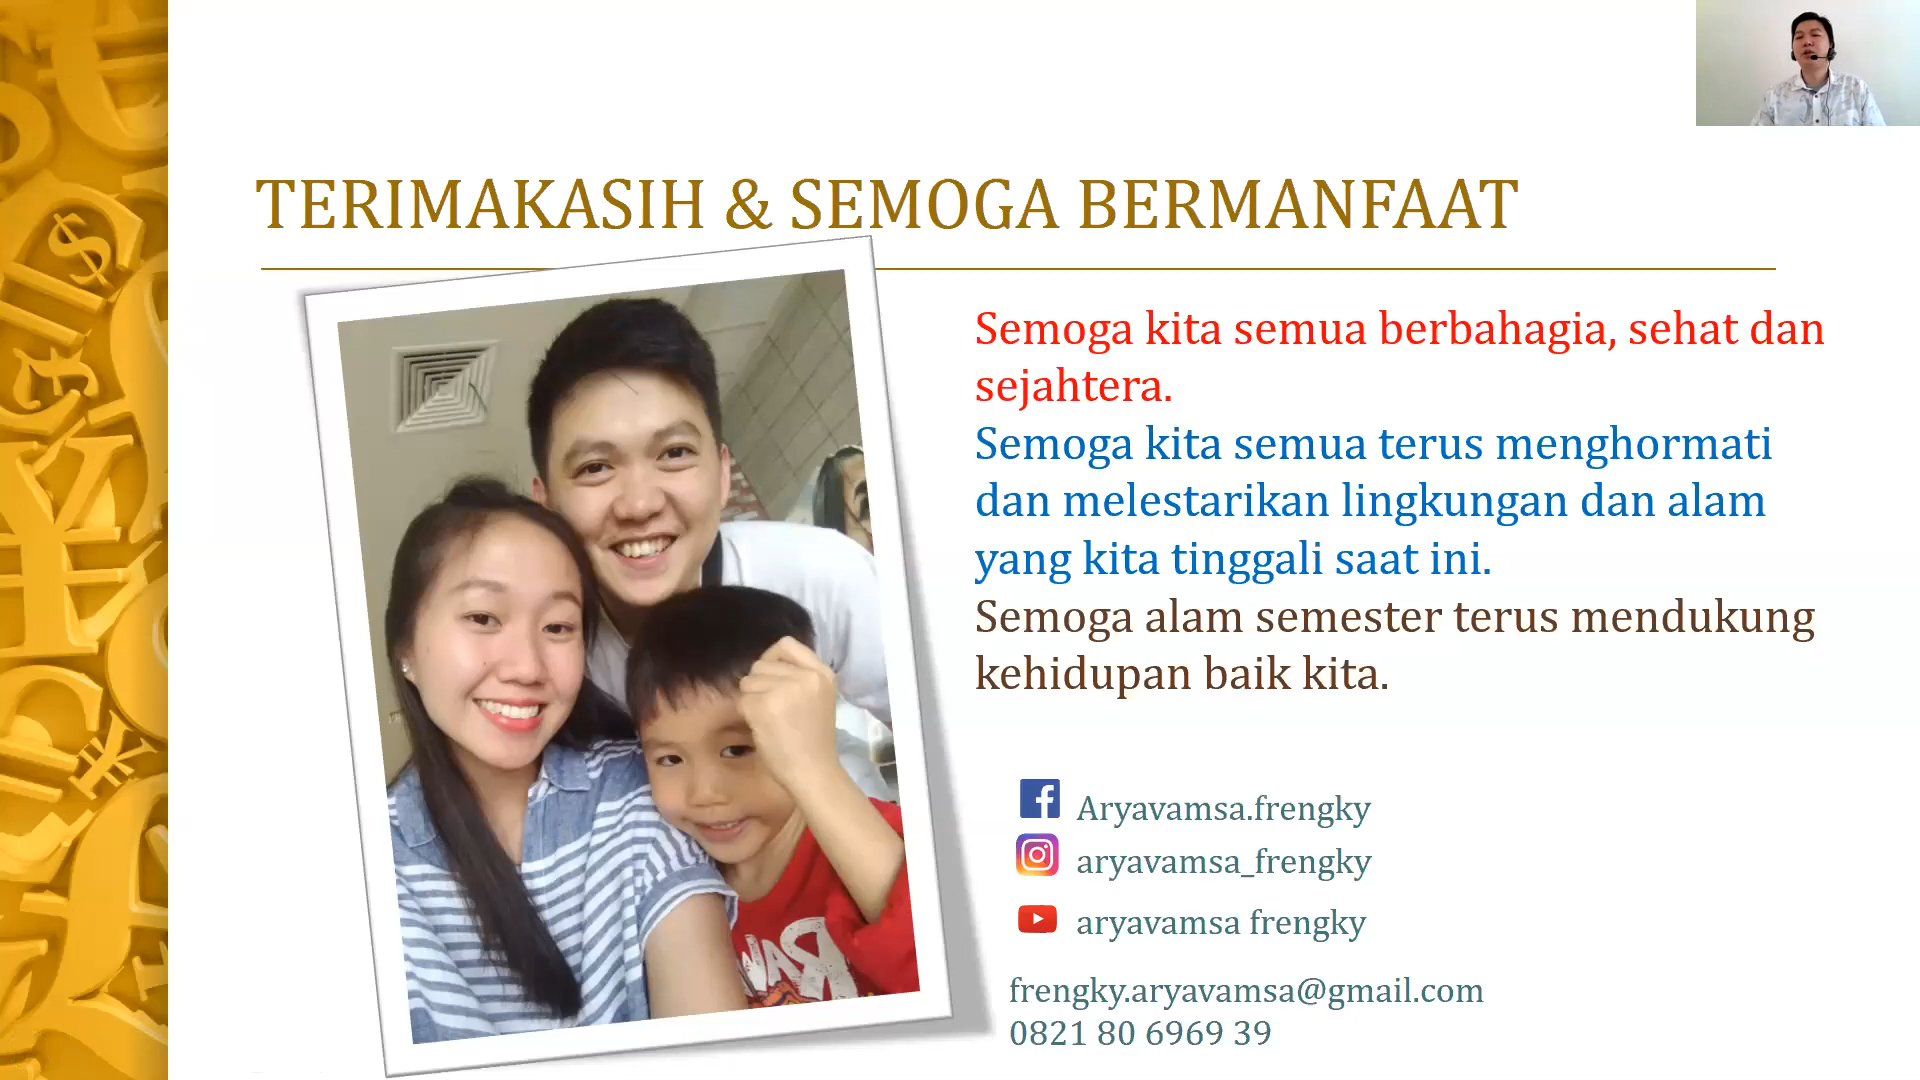 TERIMAKASIH & SEMOGA BERMANFAAT
Semoga kita semua berbahagia, sehat dan
sejahtera.
Semoga kita semua terus menghormati
dan melestarikan lingkungan dan alam
yang kita tinggali saat ini.
Semoga alam semester terus mendukung
kehidupan baik kita.
Aryavamsa.frengky
aryavamsa_frengky
aryavamsa frengky
frengky.aryavamsa@gmail.com
0821 80 6969 39